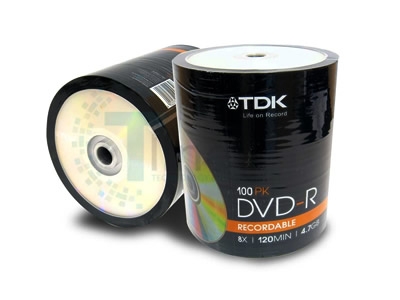 TDK
Life on Record
100 PK
DVD-R
RECORDABLE
8X | 120MIN | 4.7GB